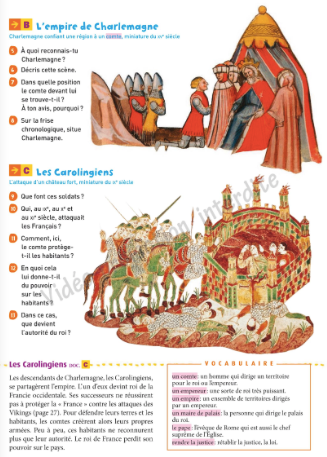 B L'empire de Charlemagne
Charlemagne confiant une région à un comte, miniature du XIVe siècle
5 À quoi reconnais-tu
Charlemagne ?
6 Décris cette scène.
7 Dans quelle position
le comte devant lui
se trouve-t-il ?
À ton avis, pourquoi ?
8 Sur la frise
chronologique, situe
Charlemagne.
C Les Carolingiens
L'attaque d'un château fort, miniature du XIe siècle
9 Que font ces soldats ?
10 Qui, au IXe, au Xe et
au XIe siècle, attaquait
les Français ?
11 Comment, ici,
le comte protège-
t-il les habitants ?
12 En quoi cela
lui donne-t-il
du pouvoir
sur les
habitants ?
13 Dans ce cas,
que devient
l'autorité du roi ?
Les Carolingiens DOC. C
Les descendants de Charlemagne, les Carolingiens,
se partagèrent l'empire. L'un d'eux devint roi de la
Francie occidentale. Ses successeurs ne réussirent
pas à protéger la « France » contre les attaques des
Vikings (page 27). Pour défendre leurs terres et les
habitants, les comtes créèrent alors leurs propres
armées. Peu à peu, ces habitants ne reconnurent
plus que leur autorité. Le roi de France perdit son
pouvoir sur le pays.
VOCABULAIRE
un comte : un homme qui dirige un territoire
pour le roi ou l'empereur.
un empereur : une sorte de roi très puissant.
un empire : un ensemble de territoires dirigés
par un empereur.
un maire de palais : la personne qui dirige le palais
du roi.
le pape : l'évêque de Rome qui est aussi le chef
suprême de l'Église.
rendre la justice : rétablir la justice, la loi.